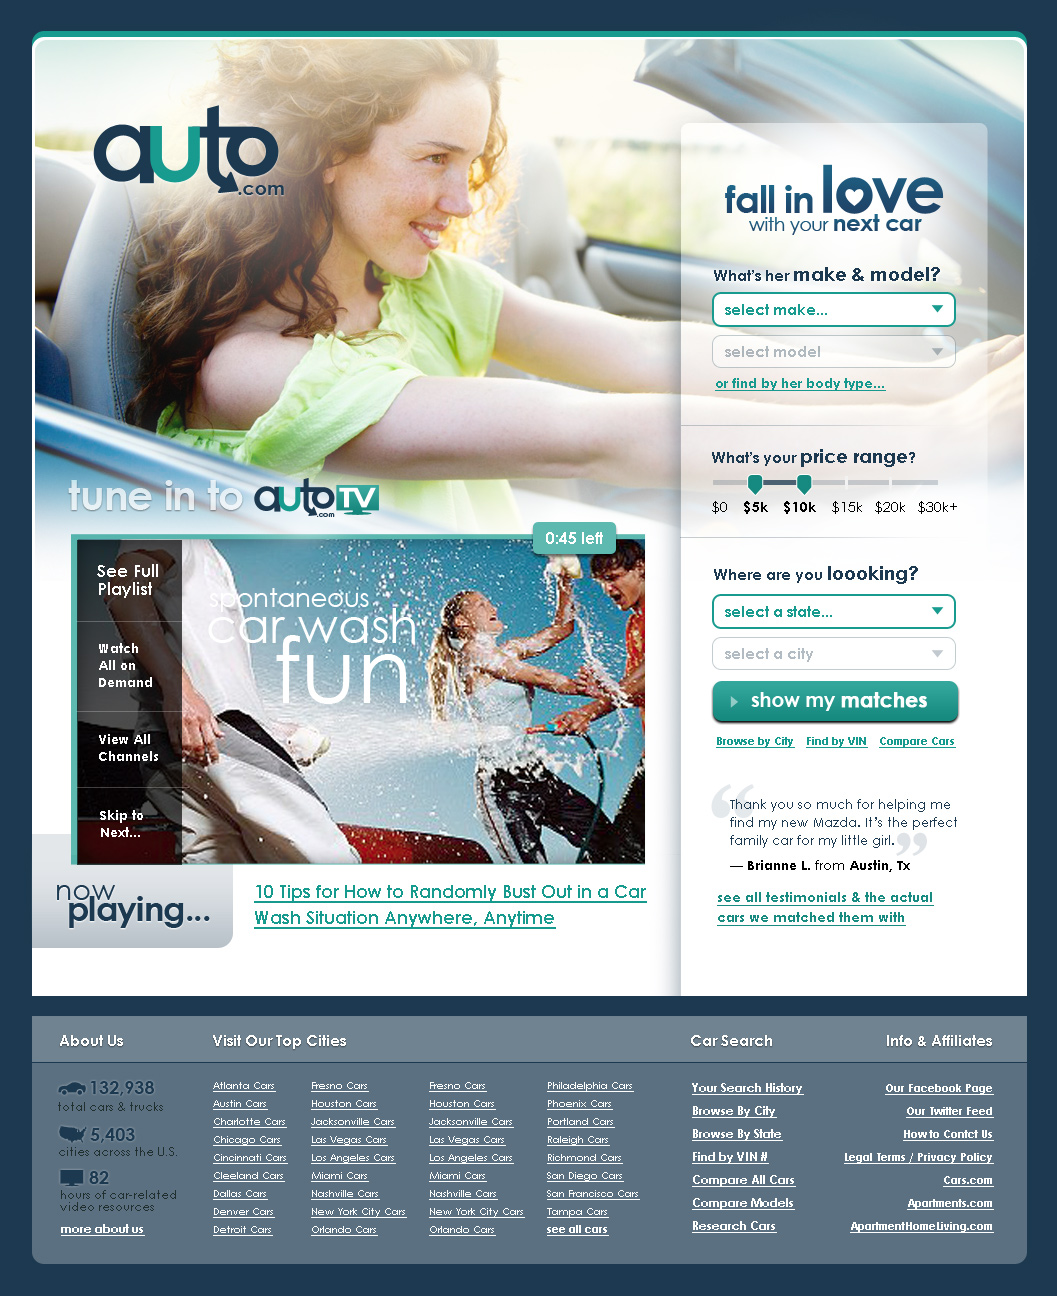 auto
.com
fall in love
with your next car
What's her make & model?
select make...
select model
or find by her body type...
What's your price range?
$0 $5k $10k $15k $20k $30k+
Where are you loooking?
select a state...
select a city
show my matches
Browse by City Find by VIN Compare Cars
“Thank you so much for helping me
find my new Mazda. It's the perfect
family car for my little girl.”
— Brianne L. from Austin, Tx
see all testimonials & the actual
cars we matched them with
tune in to auto.com TV
0:45 left
See Full
Playlist
Watch
All on
Demand
View All
Channels
Skip to
Next...
spontaneous
car wash
fun
now
playing...
10 Tips for How to Randomly Bust Out in a Car
Wash Situation Anywhere, Anytime
About Us
132,938
total cars & trucks
5,403
cities across the U.S.
82
hours of car-related
video resources
more about us
Visit Our Top Cities
Atlanta Cars
Austin Cars
Charlotte Cars
Chicago Cars
Cincinnati Cars
Cleeland Cars
Dallas Cars
Denver Cars
Detroit Cars
Fresno Cars
Houston Cars
Jacksonville Cars
Las Vegas Cars
Los Angeles Cars
Miami Cars
Nashville Cars
New York City Cars
Orlando Cars
Fresno Cars
Houston Cars
Jacksonville Cars
Las Vegas Cars
Los Angeles Cars
Miami Cars
Nashville Cars
New York City Cars
Orlando Cars
Philadelphia Cars
Phoenix Cars
Portland Cars
Raleigh Cars
Richmond Cars
San Diego Cars
San Francisco Cars
Tampa Cars
see all cars
Car Search
Your Search History
Browse By City
Browse By State
Find by VIN #
Compare All Cars
Compare Models
Research Cars
Info & Affiliates
Our Facebook Page
Our Twitter Feed
How to Contct Us
Legal Terms / Privacy Policy
Cars.com
Apartments.com
ApartmentHomeLiving.com